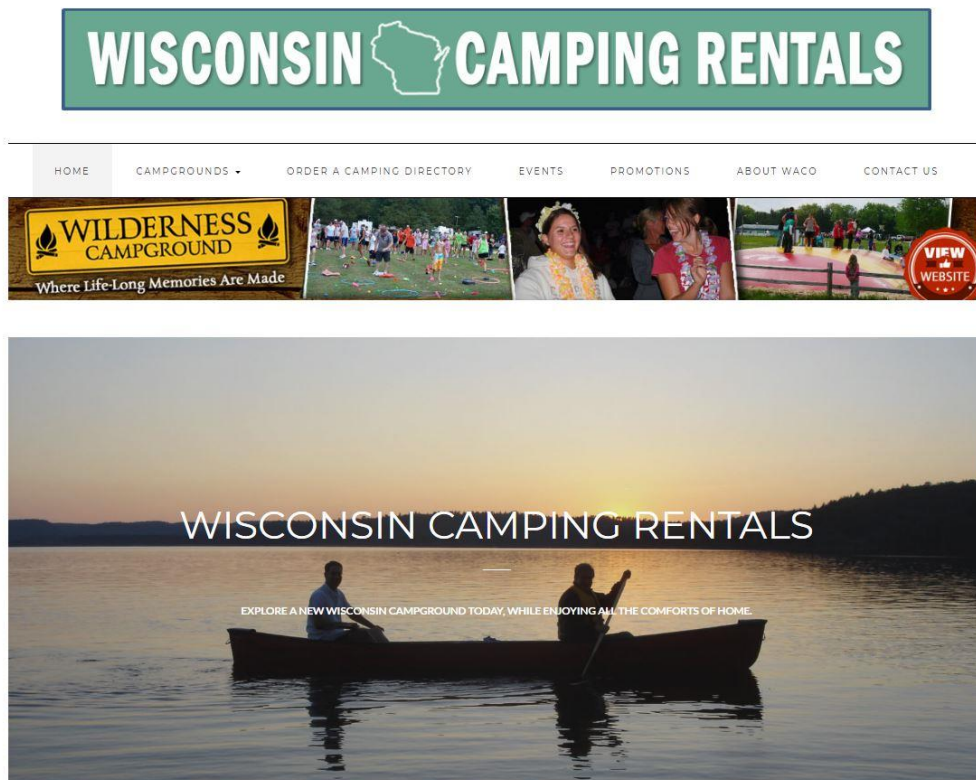 WISCONSIN CAMPING RENTALS
HOME CAMPGROUNDS ORDER A CAMPING DIRECTORY EVENTS PROMOTIONS ABOUT WACO CONTACT US
WILDERNESS
CAMPGROUND
Where Life-Long Memories Are Made
VIEW
WEBSITE
WISCONSIN CAMPING RENTALS
EXPLORE A NEW WISCONSIN CAMPGROUND TODAY, WHILE ENJOYING ALL THE COMFORTS OF HOME.